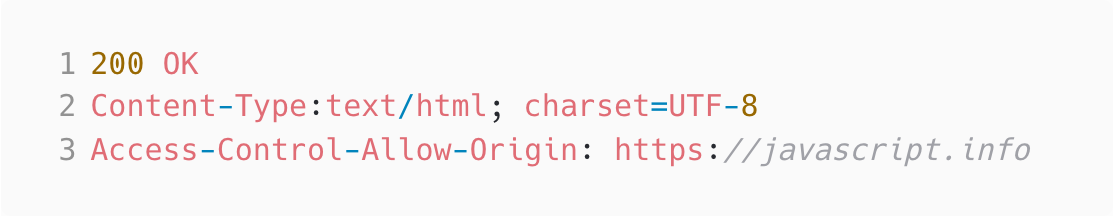 1 200 OK
2 Content-Type:text/html; charset=UTF-8
3 Access-Control-Allow-Origin: https://javascript.info